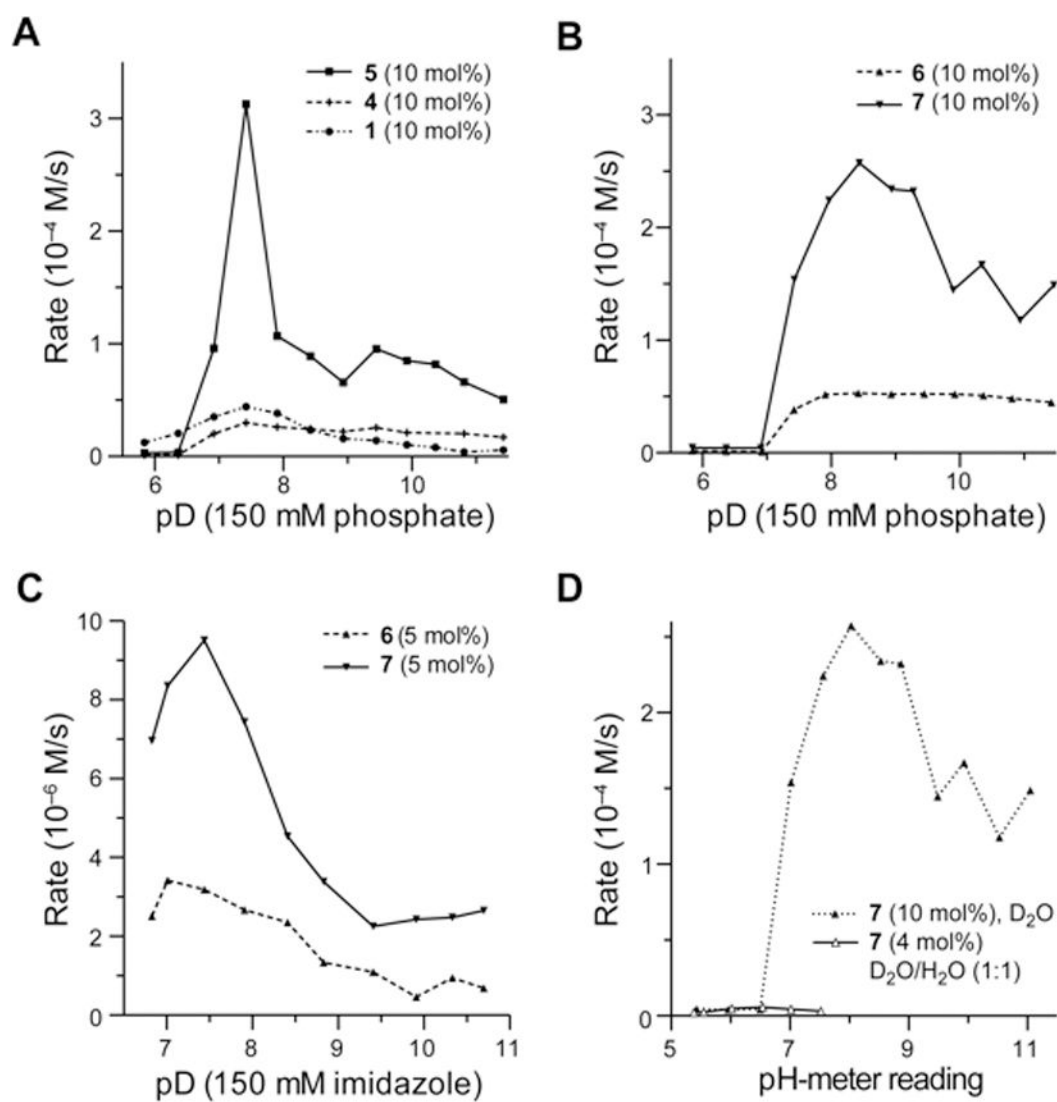 A
5 (10 mol%)
4 (10 mol%)
1 (10 mol%)
Rate (10⁻⁴ M/s)
3
2
1
0
6
8
10
pD (150 mM phosphate)
B
6 (10 mol%)
7 (10 mol%)
Rate (10⁻⁴ M/s)
3
2
1
0
6
8
10
pD (150 mM phosphate)
C
6 (5 mol%)
7 (5 mol%)
Rate (10⁻⁶ M/s)
10
8
6
4
2
0
7
8
9
10
11
pD (150 mM imidazole)
D
Rate (10⁻⁴ M/s)
2
1
0
7 (10 mol%), D₂O
7 (4 mol%)
D₂O/H₂O (1:1)
5
7
9
11
pH-meter reading